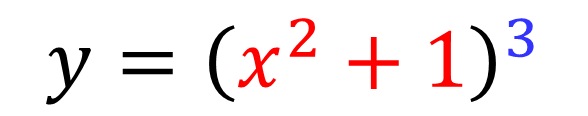 y = (x² + 1)³